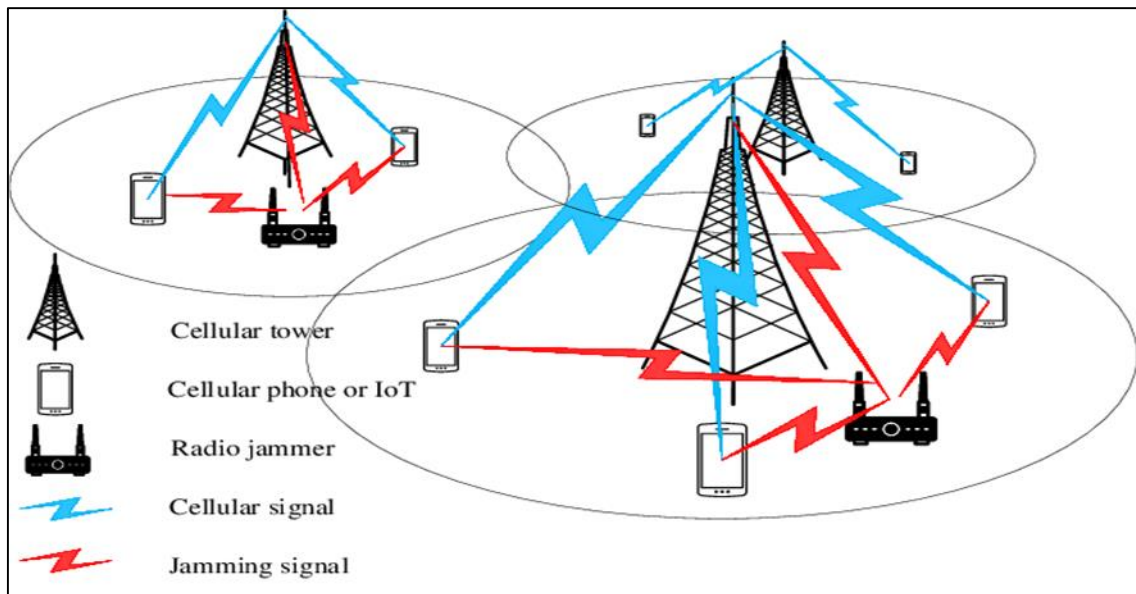 Cellular tower
Cellular phone or IoT
Radio jammer
Cellular signal
Jamming signal